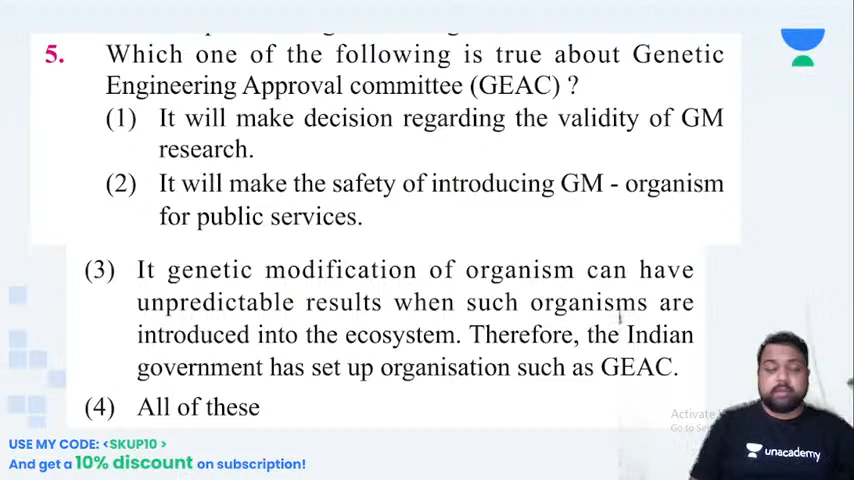 5. Which one of the following is true about Genetic
Engineering Approval committee (GEAC) ?
(1) It will make decision regarding the validity of GM
research.
(2) It will make the safety of introducing GM - organism
for public services.
(3) It genetic modification of organism can have
unpredictable results when such organisms are
introduced into the ecosystem. Therefore, the Indian
government has set up organisation such as GEAC.
(4) All of these
Activate
Go to Se
unacademy
USE MY CODE: <SKUP10 >
And get a 10% discount on subscription!